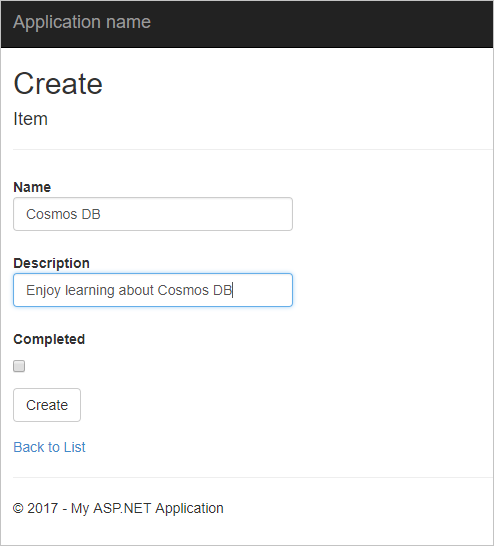 Application name
Create
Item
Name
Cosmos DB
Description
Enjoy learning about Cosmos DB
Completed
Create
Back to List
© 2017 - My ASP.NET Application